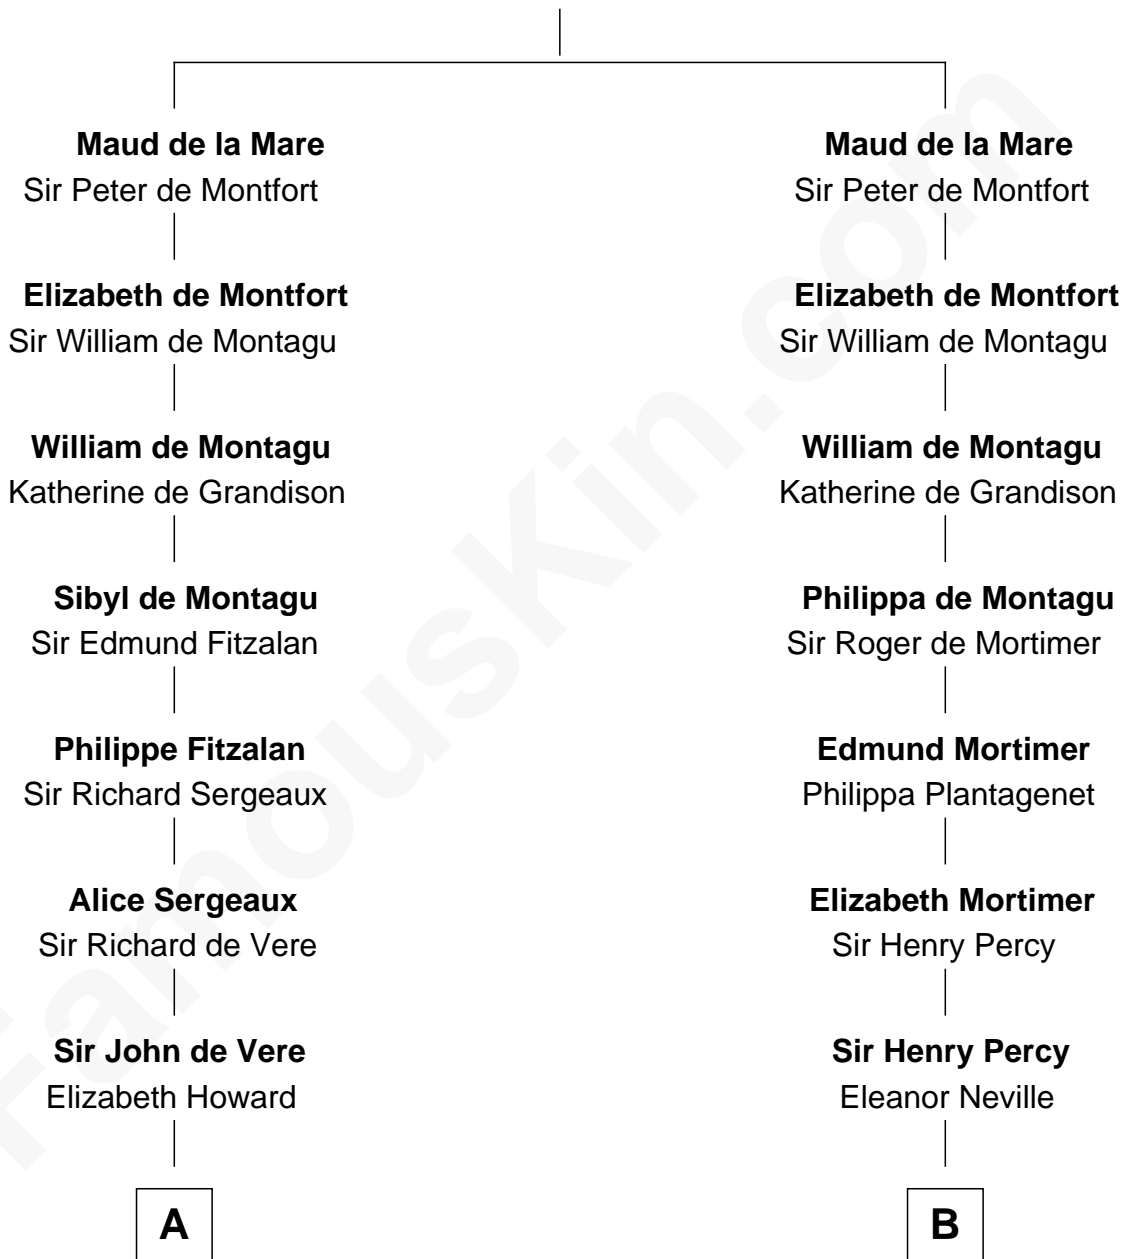 Maud de la Mare
Sir Peter de Montfort
Elizabeth de Montfort
Sir William de Montagu
William de Montagu
Katherine de Grandison
Sibyl de Montagu
Sir Edmund Fitzalan
Philippe Fitzalan
Sir Richard Sergeaux
Alice Sergeaux
Sir Richard de Vere
Sir John de Vere
Elizabeth Howard
A
Maud de la Mare
Sir Peter de Montfort
Elizabeth de Montfort
Sir William de Montagu
William de Montagu
Katherine de Grandison
Philippa de Montagu
Sir Roger de Mortimer
Edmund Mortimer
Philippa Plantagenet
Elizabeth Mortimer
Sir Henry Percy
Sir Henry Percy
Eleanor Neville
B
FamousKin.com